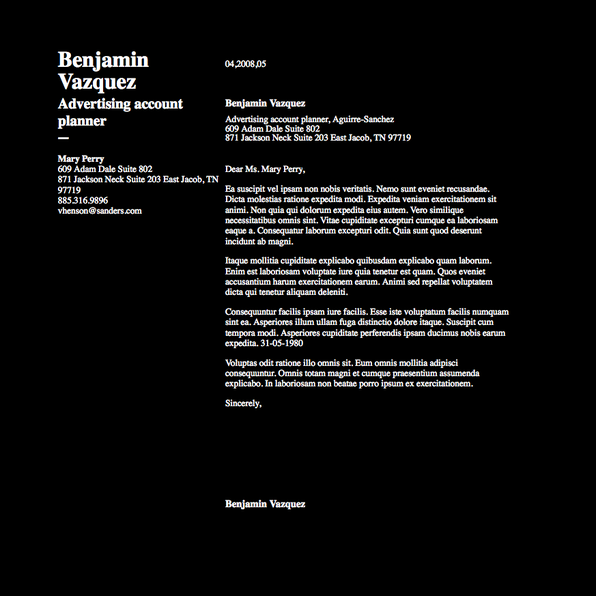 Benjamin
Vazquez
Advertising account
planner
—
Mary Perry
609 Adam Dale Suite 802
871 Jackson Neck Suite 203 East Jacob, TN
97719
885.316.9896
vhenson@sanders.com
04,2008,05
Benjamin Vazquez
Advertising account planner, Aguirre-Sanchez
609 Adam Dale Suite 802
871 Jackson Neck Suite 203 East Jacob, TN 97719
Dear Ms. Mary Perry,
Ea suscipit vel ipsam non nobis veritatis. Nemo sunt eveniet recusandae.
Dicta molestias ratione expedita modi. Expedita veniam exercitationem sit
animi. Non quia qui dolorum expedita eius autem. Vero similique
necessitatibus omnis sint. Vitae cupiditate excepturi cumque ea laboriosam
eaque a. Consequatur laborum excepturi odit. Quia sunt quod deserunt
incidunt ab magni.
Itaque mollitia cupiditate explicabo quibusdam explicabo quam laborum.
Enim est laboriosam voluptate iure quia tenetur est quam. Quos eveniet
accusantium harum exercitationem earum. Animi sed repellat voluptatem
dicta qui tenetur aliquam deleniti.
Consequuntur facilis ipsam iure facilis. Esse iste voluptatum facilis numquam
sint ea. Asperiores illum ullam fuga distinctio dolore itaque. Suscipit cum
tempora modi. Asperiores cupiditate perferendis ipsam ducimus nobis earum
expedita. 31-05-1980
Voluptas odit ratione illo omnis sit. Eum omnis mollitia adipisci
consequuntur. Omnis totam magni et cumque praesentium assumenda
explicabo. In laboriosam non beatae porro ipsum ex exercitationem.
Sincerely,
Benjamin Vazquez